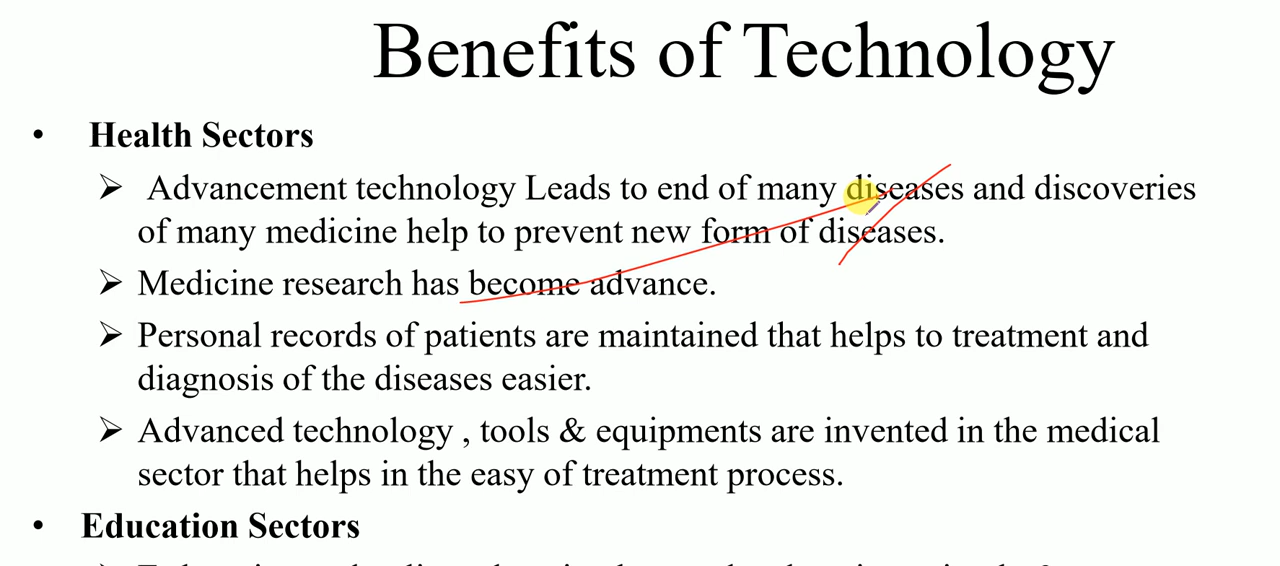 Benefits of Technology
• Health Sectors
➢ Advancement technology Leads to end of many diseases and discoveries
of many medicine help to prevent new form of diseases.
➢ Medicine research has become advance.
➢ Personal records of patients are maintained that helps to treatment and
diagnosis of the diseases easier.
➢ Advanced technology , tools & equipments are invented in the medical
sector that helps in the easy of treatment process.
• Education Sectors